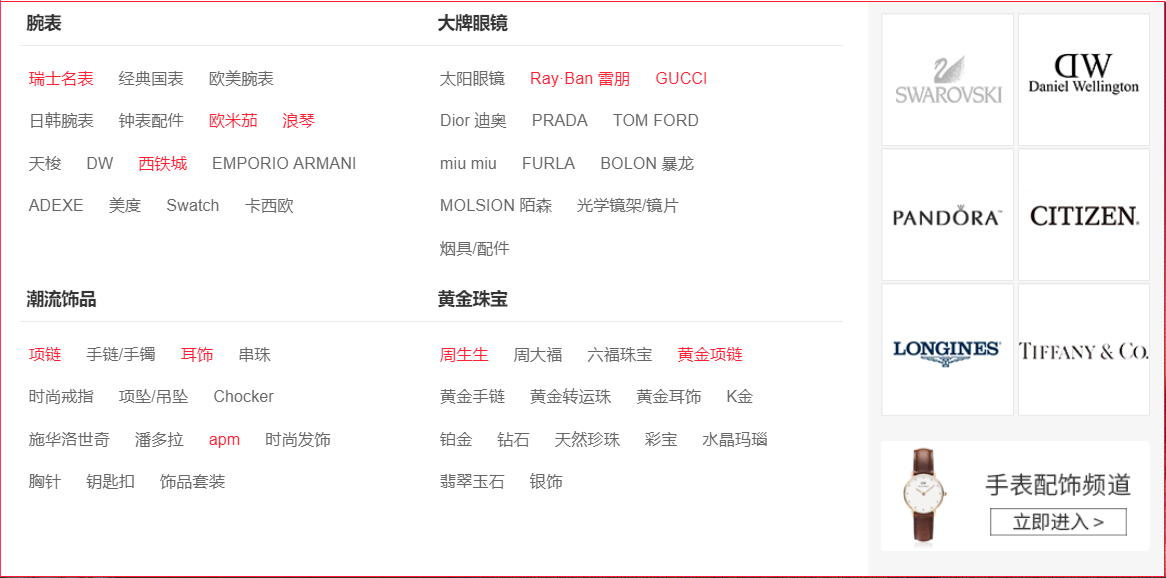 腕表
瑞士名表 经典国表 欧美腕表
日韩腕表 钟表配件 欧米茄 浪琴
天梭 DW 西铁城 EMPORIO ARMANI
ADEXE 美度 Swatch 卡西欧
大牌眼镜
太阳眼镜 Ray·Ban 雷朋 GUCCI
Dior 迪奥 PRADA TOM FORD
miu miu FURLA BOLON 暴龙
MOLSION 陌森 光学镜架/镜片
烟具/配件
潮流饰品
项链 手链/手镯 耳饰 串珠
时尚戒指 项坠/吊坠 Chocker
施华洛世奇 潘多拉 apm 时尚发饰
胸针 钥匙扣 饰品套装
黄金珠宝
周生生 周大福 六福珠宝 黄金项链
黄金手链 黄金转运珠 黄金耳饰 K金
铂金 钻石 天然珍珠 彩宝 水晶玛瑙
翡翠玉石 银饰
SWAROVSKI
DW
Daniel Wellington
PANDÖRA™
CITIZEN®
LONGINES®
TIFFANY & CO.
手表配饰频道
立即进入 >